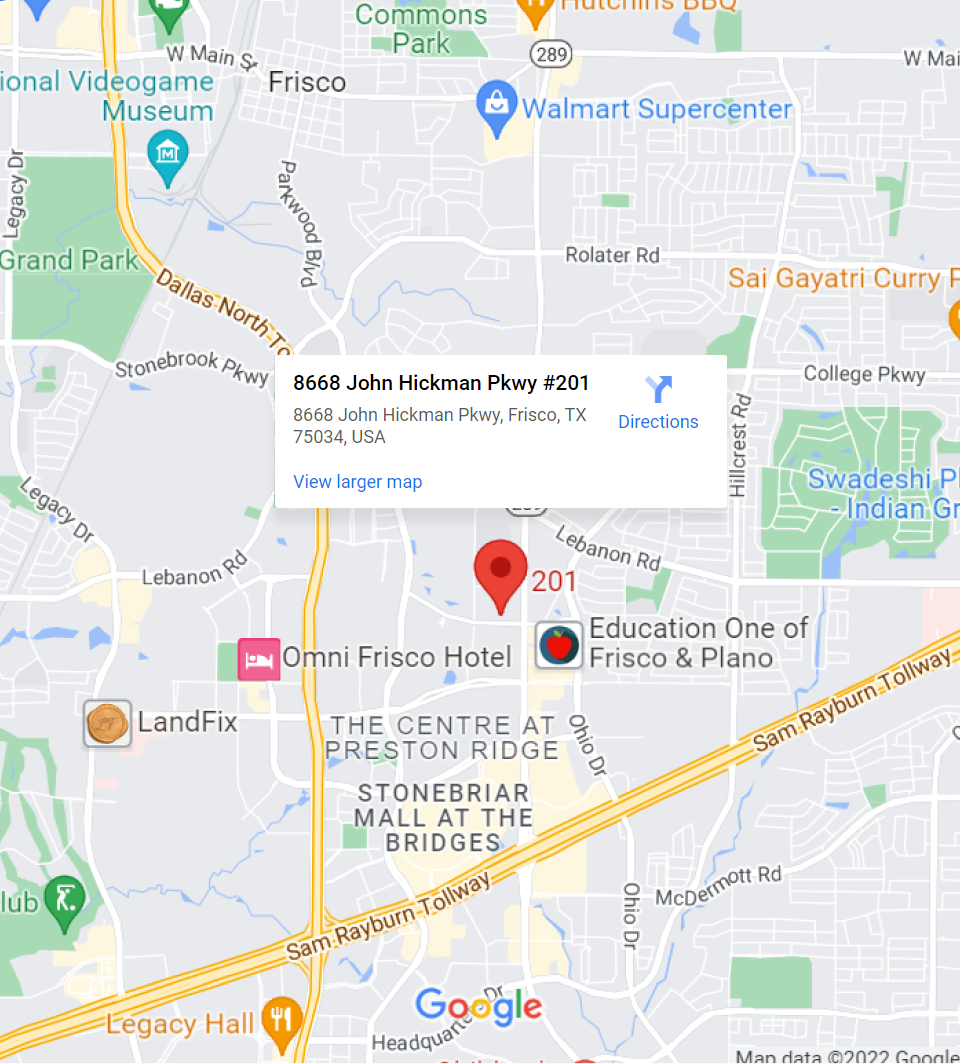 Commons
Park
Hutchins BBQ
289
W Main St
W Mai
Frisco
ional Videogame
Museum
Walmart Supercenter
Legacy Dr
Parkwood Blvd
Grand Park
Rolater Rd
Sai Gayatri Curry P
Dallas North To
Stonebrook Pkwy
8668 John Hickman Pkwy #201
8668 John Hickman Pkwy, Frisco, TX
75034, USA
Directions
View larger map
College Pkwy
Hillcrest Rd
Swadeshi Pl
- Indian Gr
Legacy Dr
289
Lebanon Rd
Lebanon Rd
201
Education One of
Frisco & Plano
Omni Frisco Hotel
LandFix
THE CENTRE AT
PRESTON RIDGE
Ohio Dr
Sam Rayburn Tollway
STONEBRIAR
MALL AT THE
BRIDGES
McDermott Rd
lub
Ohio Dr
Sam Rayburn Tollway
Google
Legacy Hall
Headquarters Dr
Map data ©2022 Google